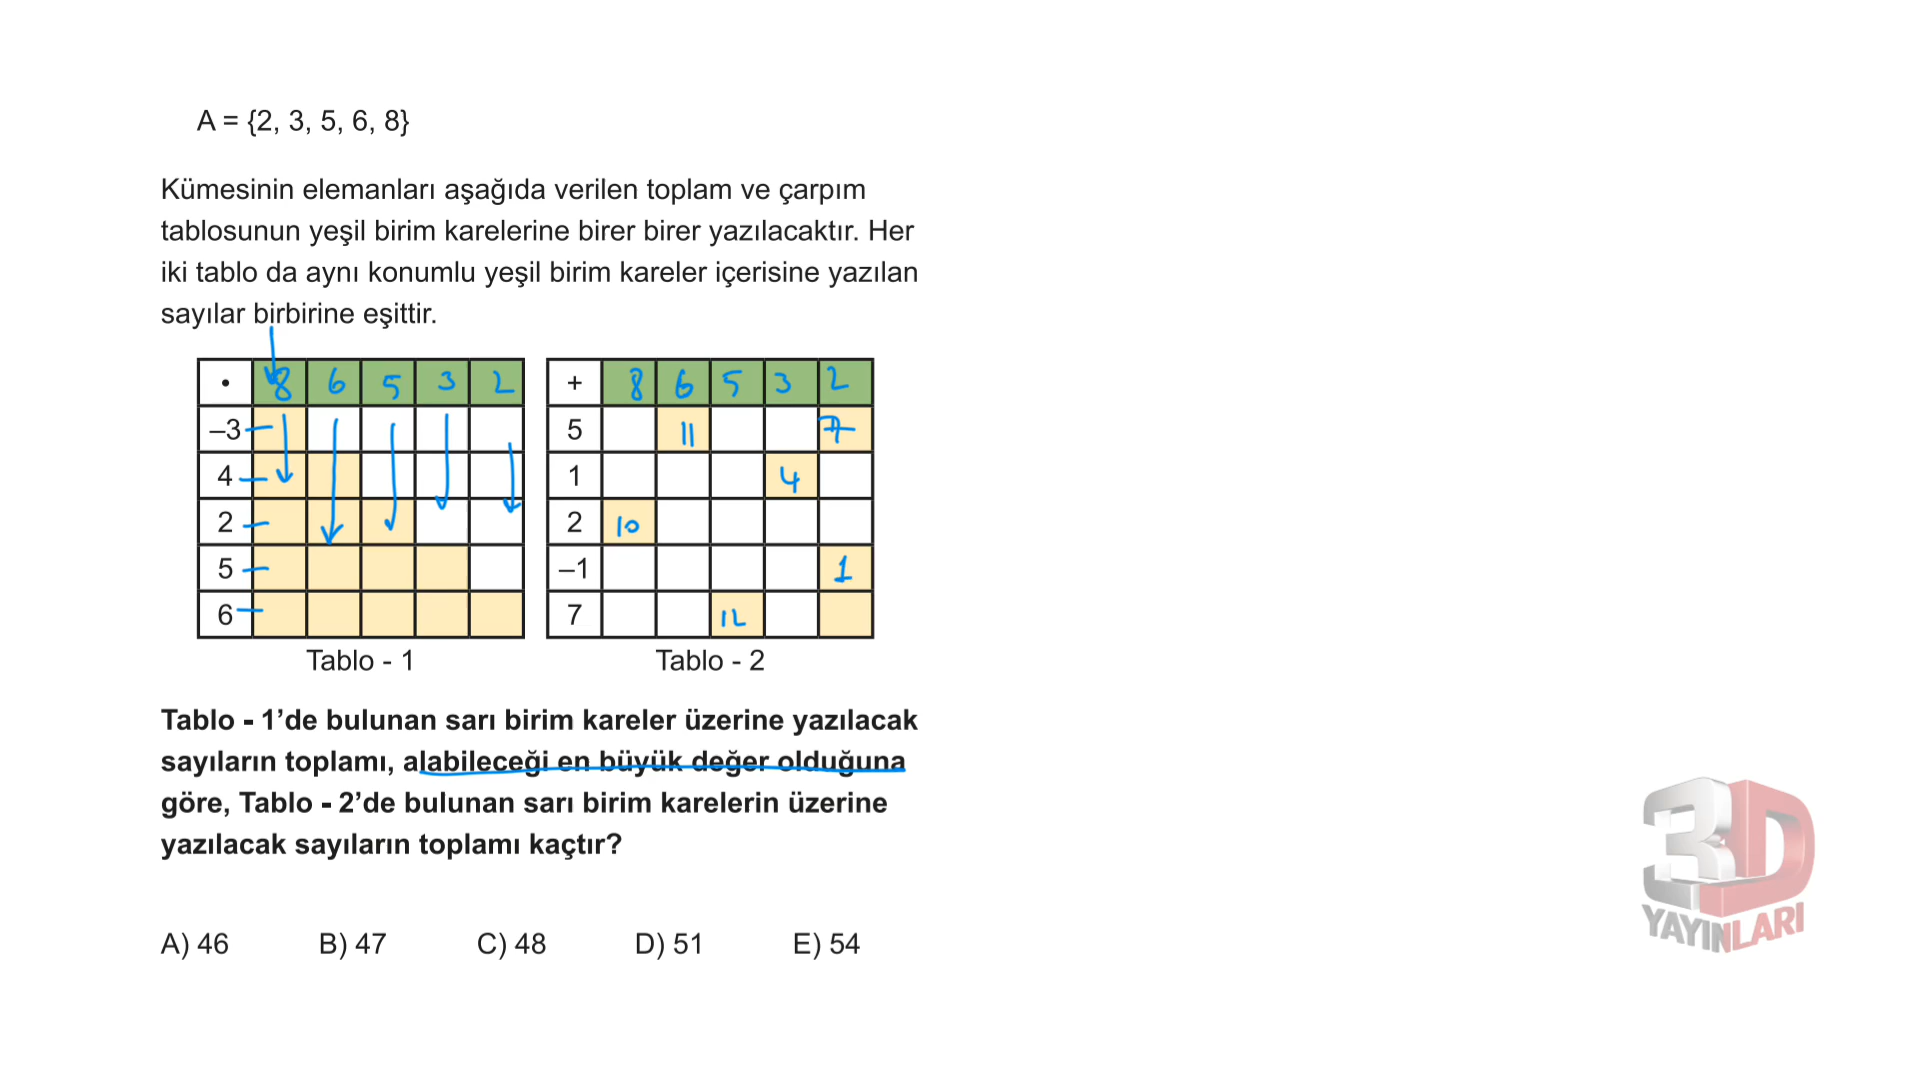 A = {2, 3, 5, 6, 8}
Kümesinin elemanları aşağıda verilen toplam ve çarpım
tablosunun yeşil birim karelerine birer birer yazılacaktır. Her
iki tablo da aynı konumlu yeşil birim kareler içerisine yazılan
sayılar birbirine eşittir.
• 8 6 5 3 2
–3
4
2
5
6
Tablo - 1
+ 8 6 5 3 2
5 11 7
1 4
2 10
–1 1
7 12
Tablo - 2
Tablo - 1’de bulunan sarı birim kareler üzerine yazılacak
sayıların toplamı, alabileceği en büyük değer olduğuna
göre, Tablo - 2’de bulunan sarı birim karelerin üzerine
yazılacak sayıların toplamı kaçtır?
A) 46 B) 47 C) 48 D) 51 E) 54
3D
YAYINLARI